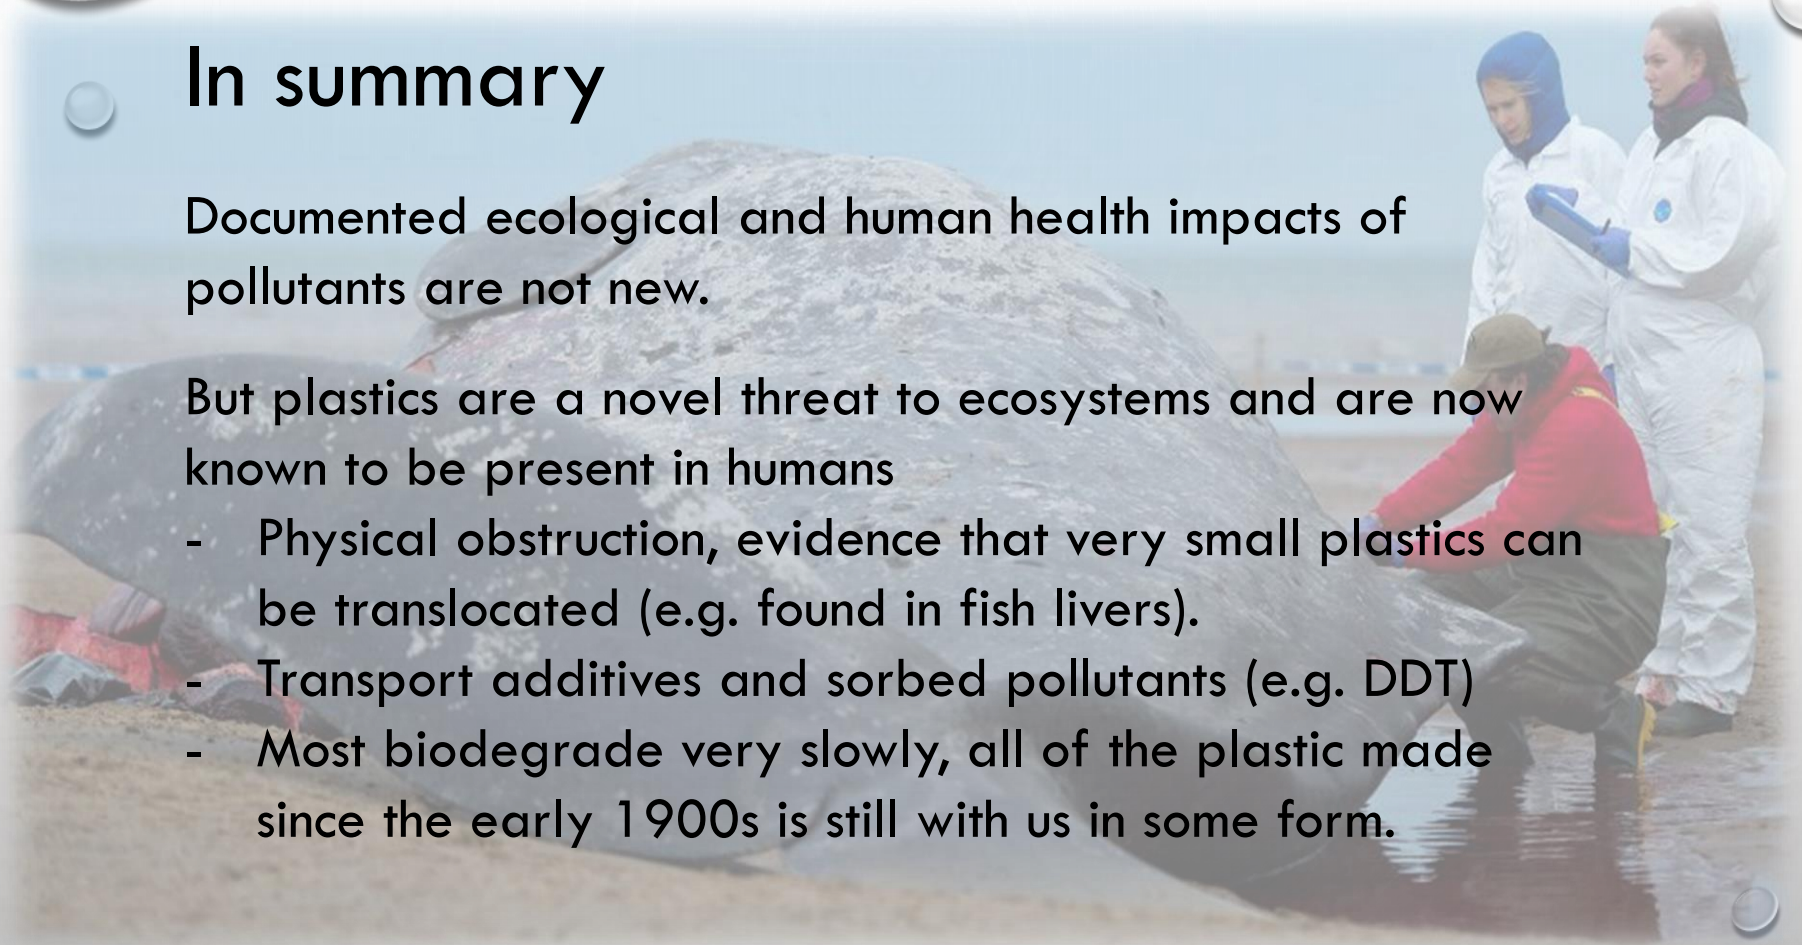 In summary
Documented ecological and human health impacts of
pollutants are not new.
But plastics are a novel threat to ecosystems and are now
known to be present in humans
- Physical obstruction, evidence that very small plastics can
be translocated (e.g. found in fish livers).
- Transport additives and sorbed pollutants (e.g. DDT)
- Most biodegrade very slowly, all of the plastic made
since the early 1900s is still with us in some form.